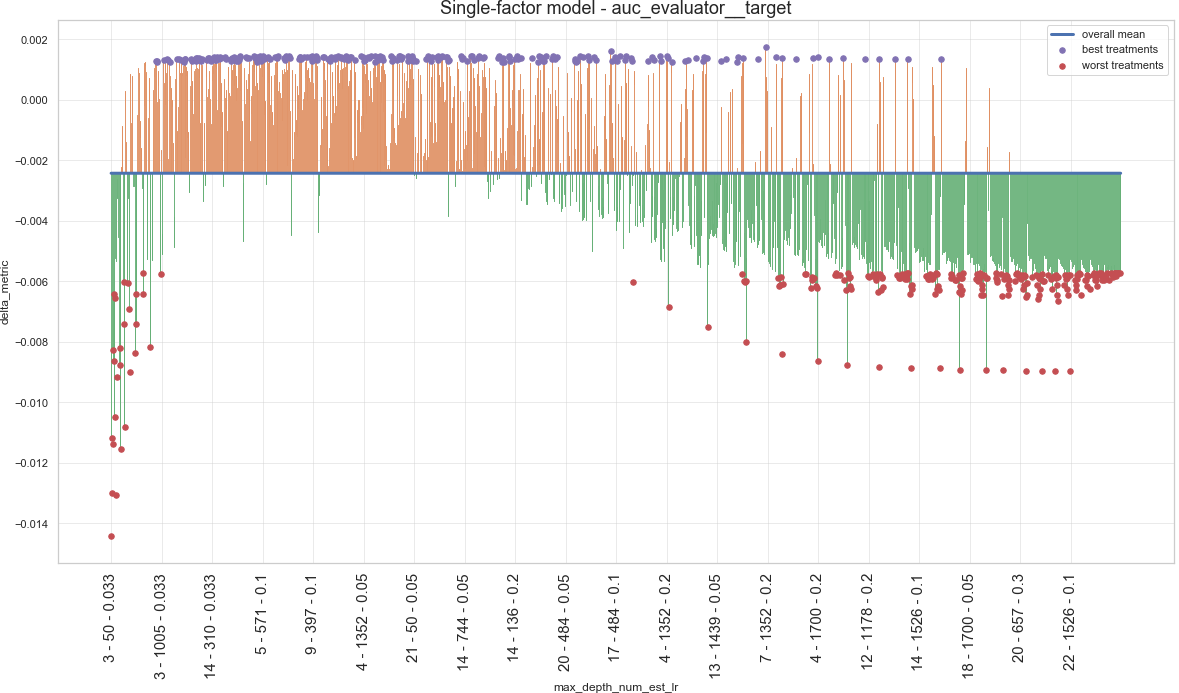 Single-factor model - auc_evaluator__target
overall mean
best treatments
worst treatments
delta_metric
0.002
0.000
−0.002
−0.004
−0.006
−0.008
−0.010
−0.012
−0.014
3 - 50 - 0.033
3 - 1005 - 0.033
14 - 310 - 0.033
5 - 571 - 0.1
9 - 397 - 0.1
4 - 1352 - 0.05
21 - 50 - 0.05
14 - 744 - 0.05
14 - 136 - 0.2
20 - 484 - 0.05
17 - 484 - 0.1
4 - 1352 - 0.2
13 - 1439 - 0.05
7 - 1352 - 0.2
4 - 1700 - 0.2
12 - 1178 - 0.2
14 - 1526 - 0.1
18 - 1700 - 0.05
20 - 657 - 0.3
22 - 1526 - 0.1
max_depth_num_est_lr